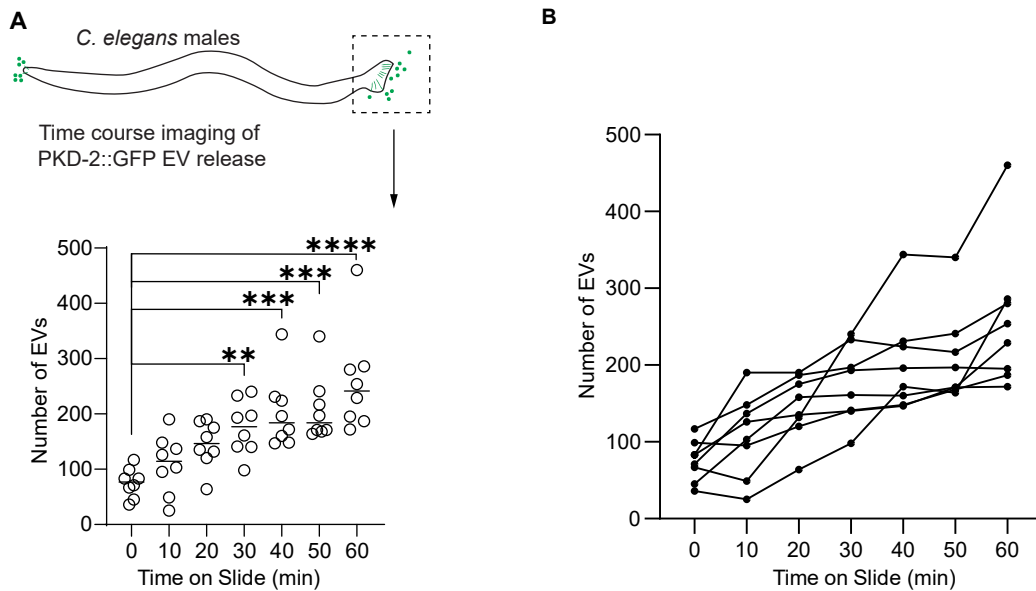 A
C. elegans males
Time course imaging of
PKD-2::GFP EV release
****
***
***
**
500
400
300
200
100
0
Number of EVs
0 10 20 30 40 50 60
Time on Slide (min)
B
500
400
300
200
100
0
Number of EVs
0 10 20 30 40 50 60
Time on Slide (min)